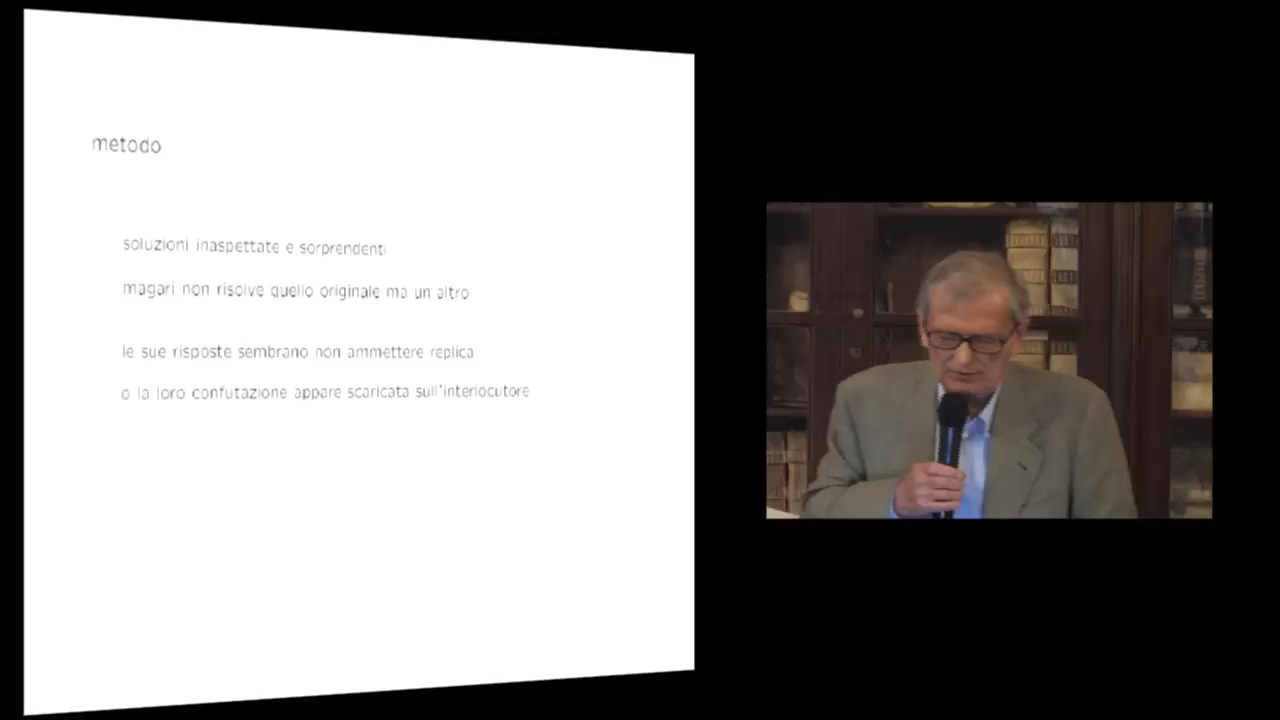 metodo
soluzioni inaspettate e sorprendenti
magari non risolve quello originale ma un altro
le sue risposte sembrano non ammettere replica
o la loro confutazione appare scaricata sull'interlocutore